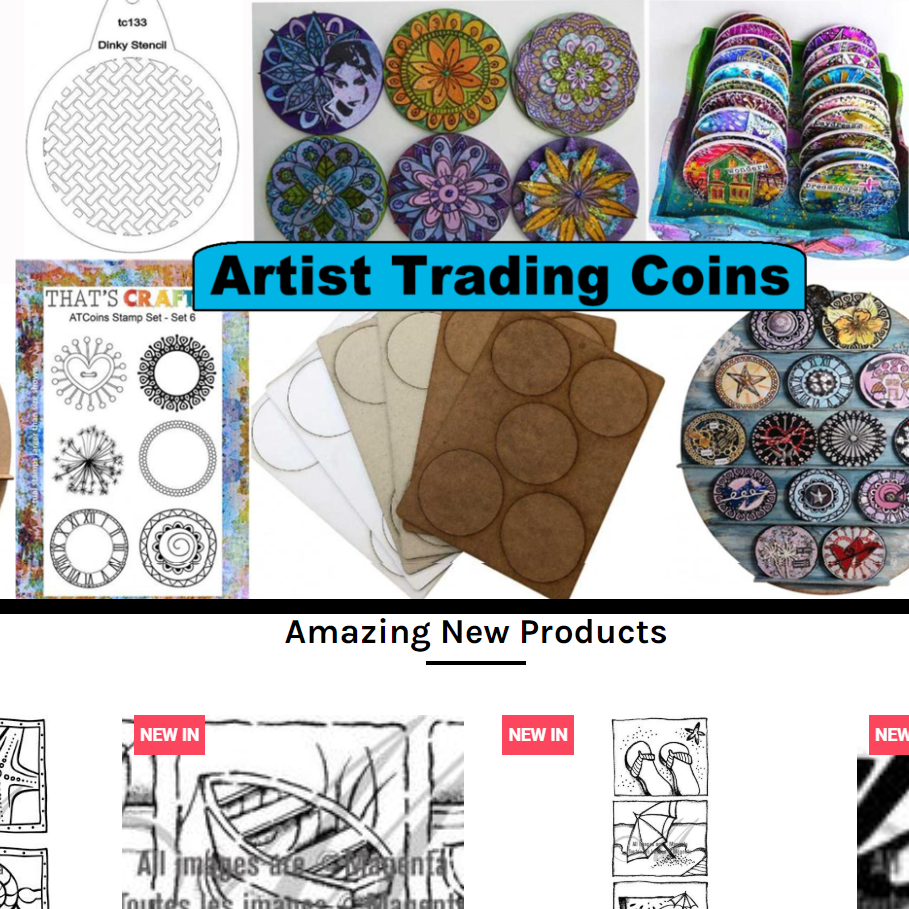 tc133
Dinky Stencil
Artist Trading Coins
THAT'S CRAFT
ATCoins Stamp Set - Set 6
Amazing New Products
NEW IN
NEW IN
NEW
All images are © Magenta
Toutes les images © Magenta